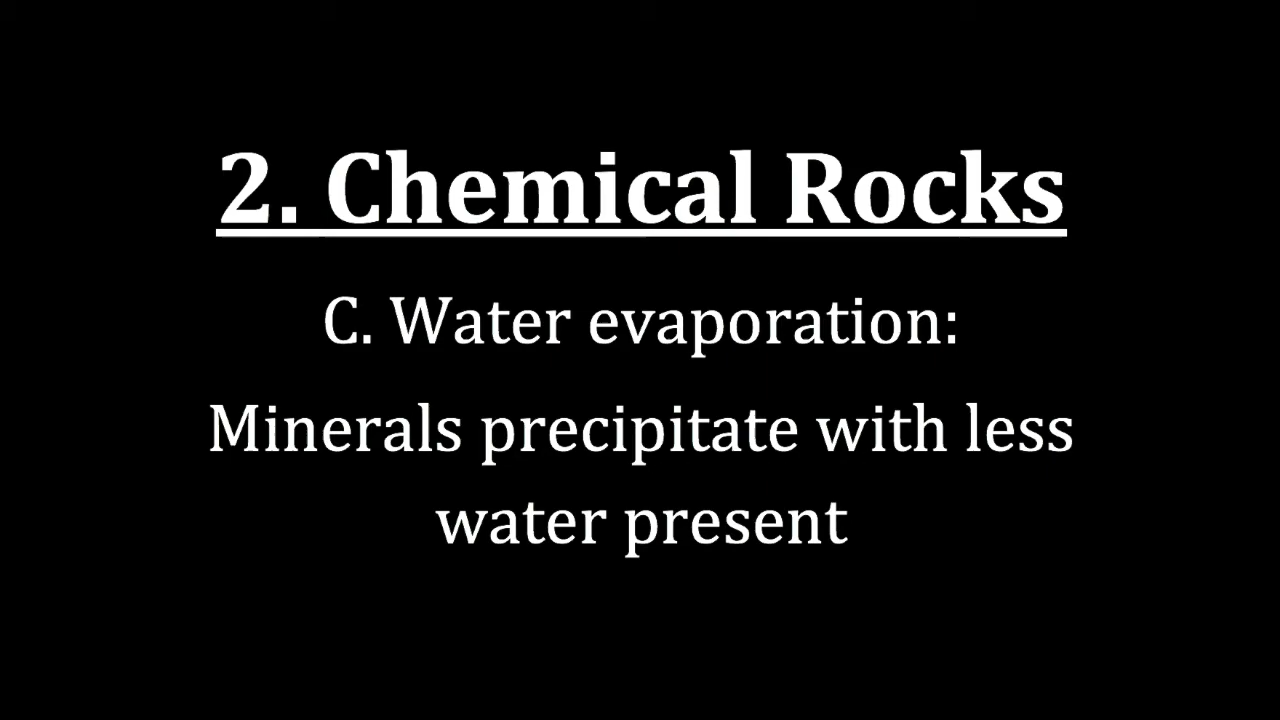 2. Chemical Rocks
C. Water evaporation:
Minerals precipitate with less
water present